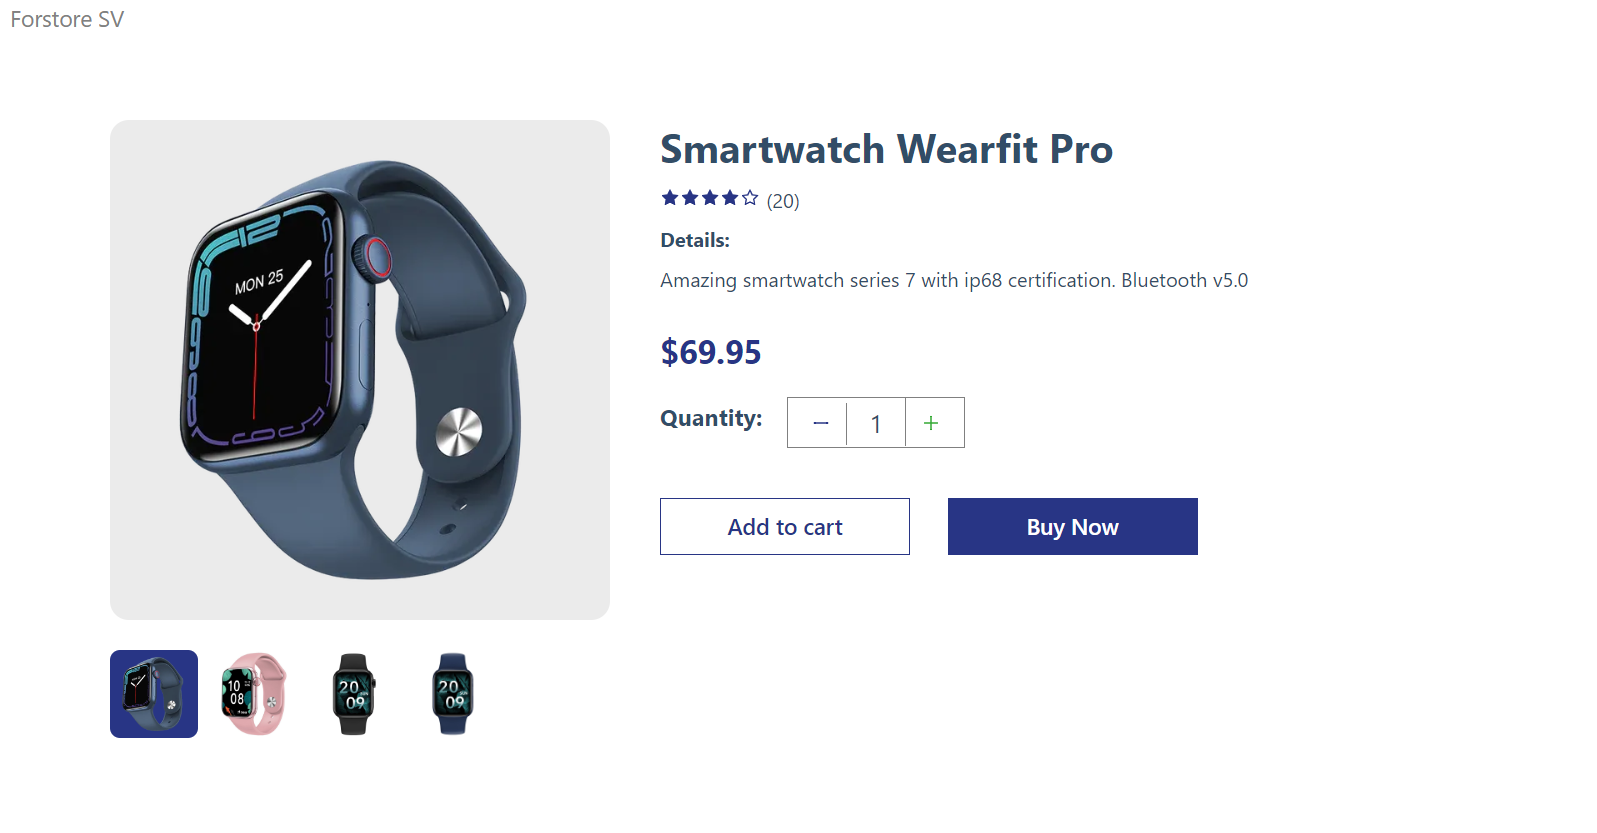 Forstore SV
Smartwatch Wearfit Pro
(20)
Details:
Amazing smartwatch series 7 with ip68 certification. Bluetooth v5.0
MON 25
12
$69.95
Quantity:
− 1 +
Add to cart
Buy Now
10
08
20
09
20
09